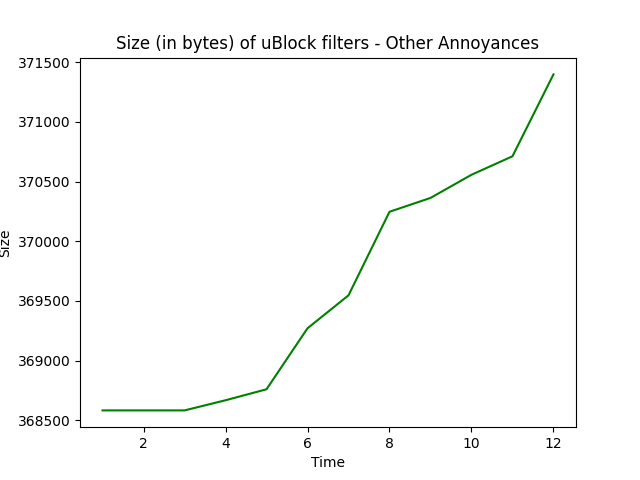 Size (in bytes) of uBlock filters - Other Annoyances
371500
371000
370500
370000
369500
369000
368500
Size
2 4 6 8 10 12
Time